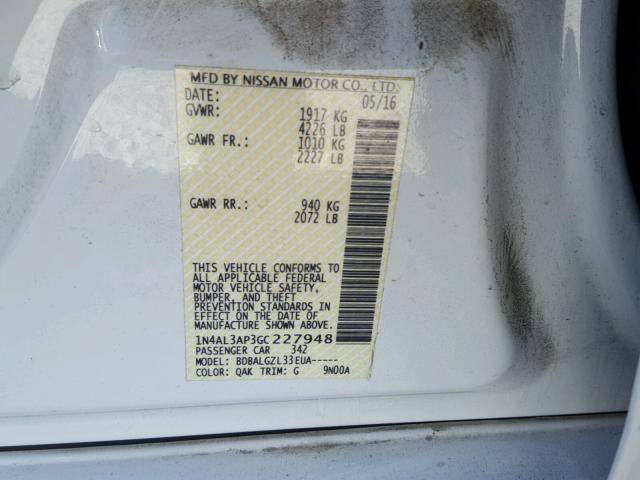 MFD BY NISSAN MOTOR CO., LTD.
DATE: 05/16
GVWR: 1917 KG
4226 LB
GAWR FR.: 1010 KG
2227 LB
GAWR RR.: 940 KG
2072 LB
THIS VEHICLE CONFORMS TO
ALL APPLICABLE FEDERAL
MOTOR VEHICLE SAFETY,
BUMPER, AND THEFT
PREVENTION STANDARDS IN
EFFECT ON THE DATE OF
MANUFACTURE SHOWN ABOVE.
1N4AL3AP3GC227948
PASSENGER CAR 342
MODEL: BDBALGZL33EUA-----
COLOR: QAK TRIM: G 9N00A